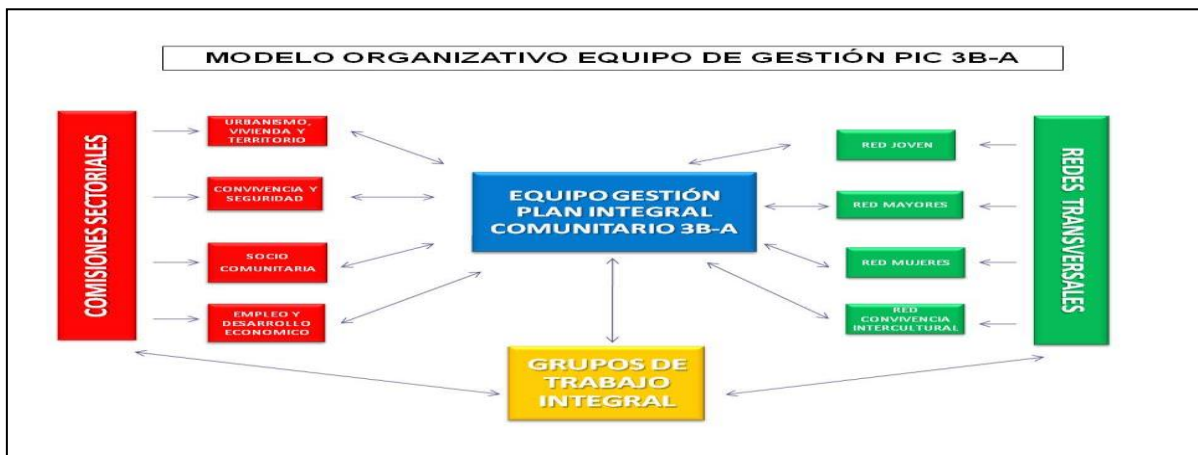 MODELO ORGANIZATIVO EQUIPO DE GESTIÓN PIC 3B-A
COMISIONES SECTORIALES
URBANISMO,
VIVIENDA Y
TERRITORIO
CONVIVENCIA Y
SEGURIDAD
SOCIO
COMUNITARIA
EMPLEO Y
DESARROLLO
ECONOMICO
EQUIPO GESTIÓN
PLAN INTEGRAL
COMUNITARIO 3B-A
GRUPOS DE
TRABAJO
INTEGRAL
RED JOVEN
RED MAYORES
RED MUJERES
RED
CONVIVENCIA
INTERCULTURAL
REDES TRANSVERSALES